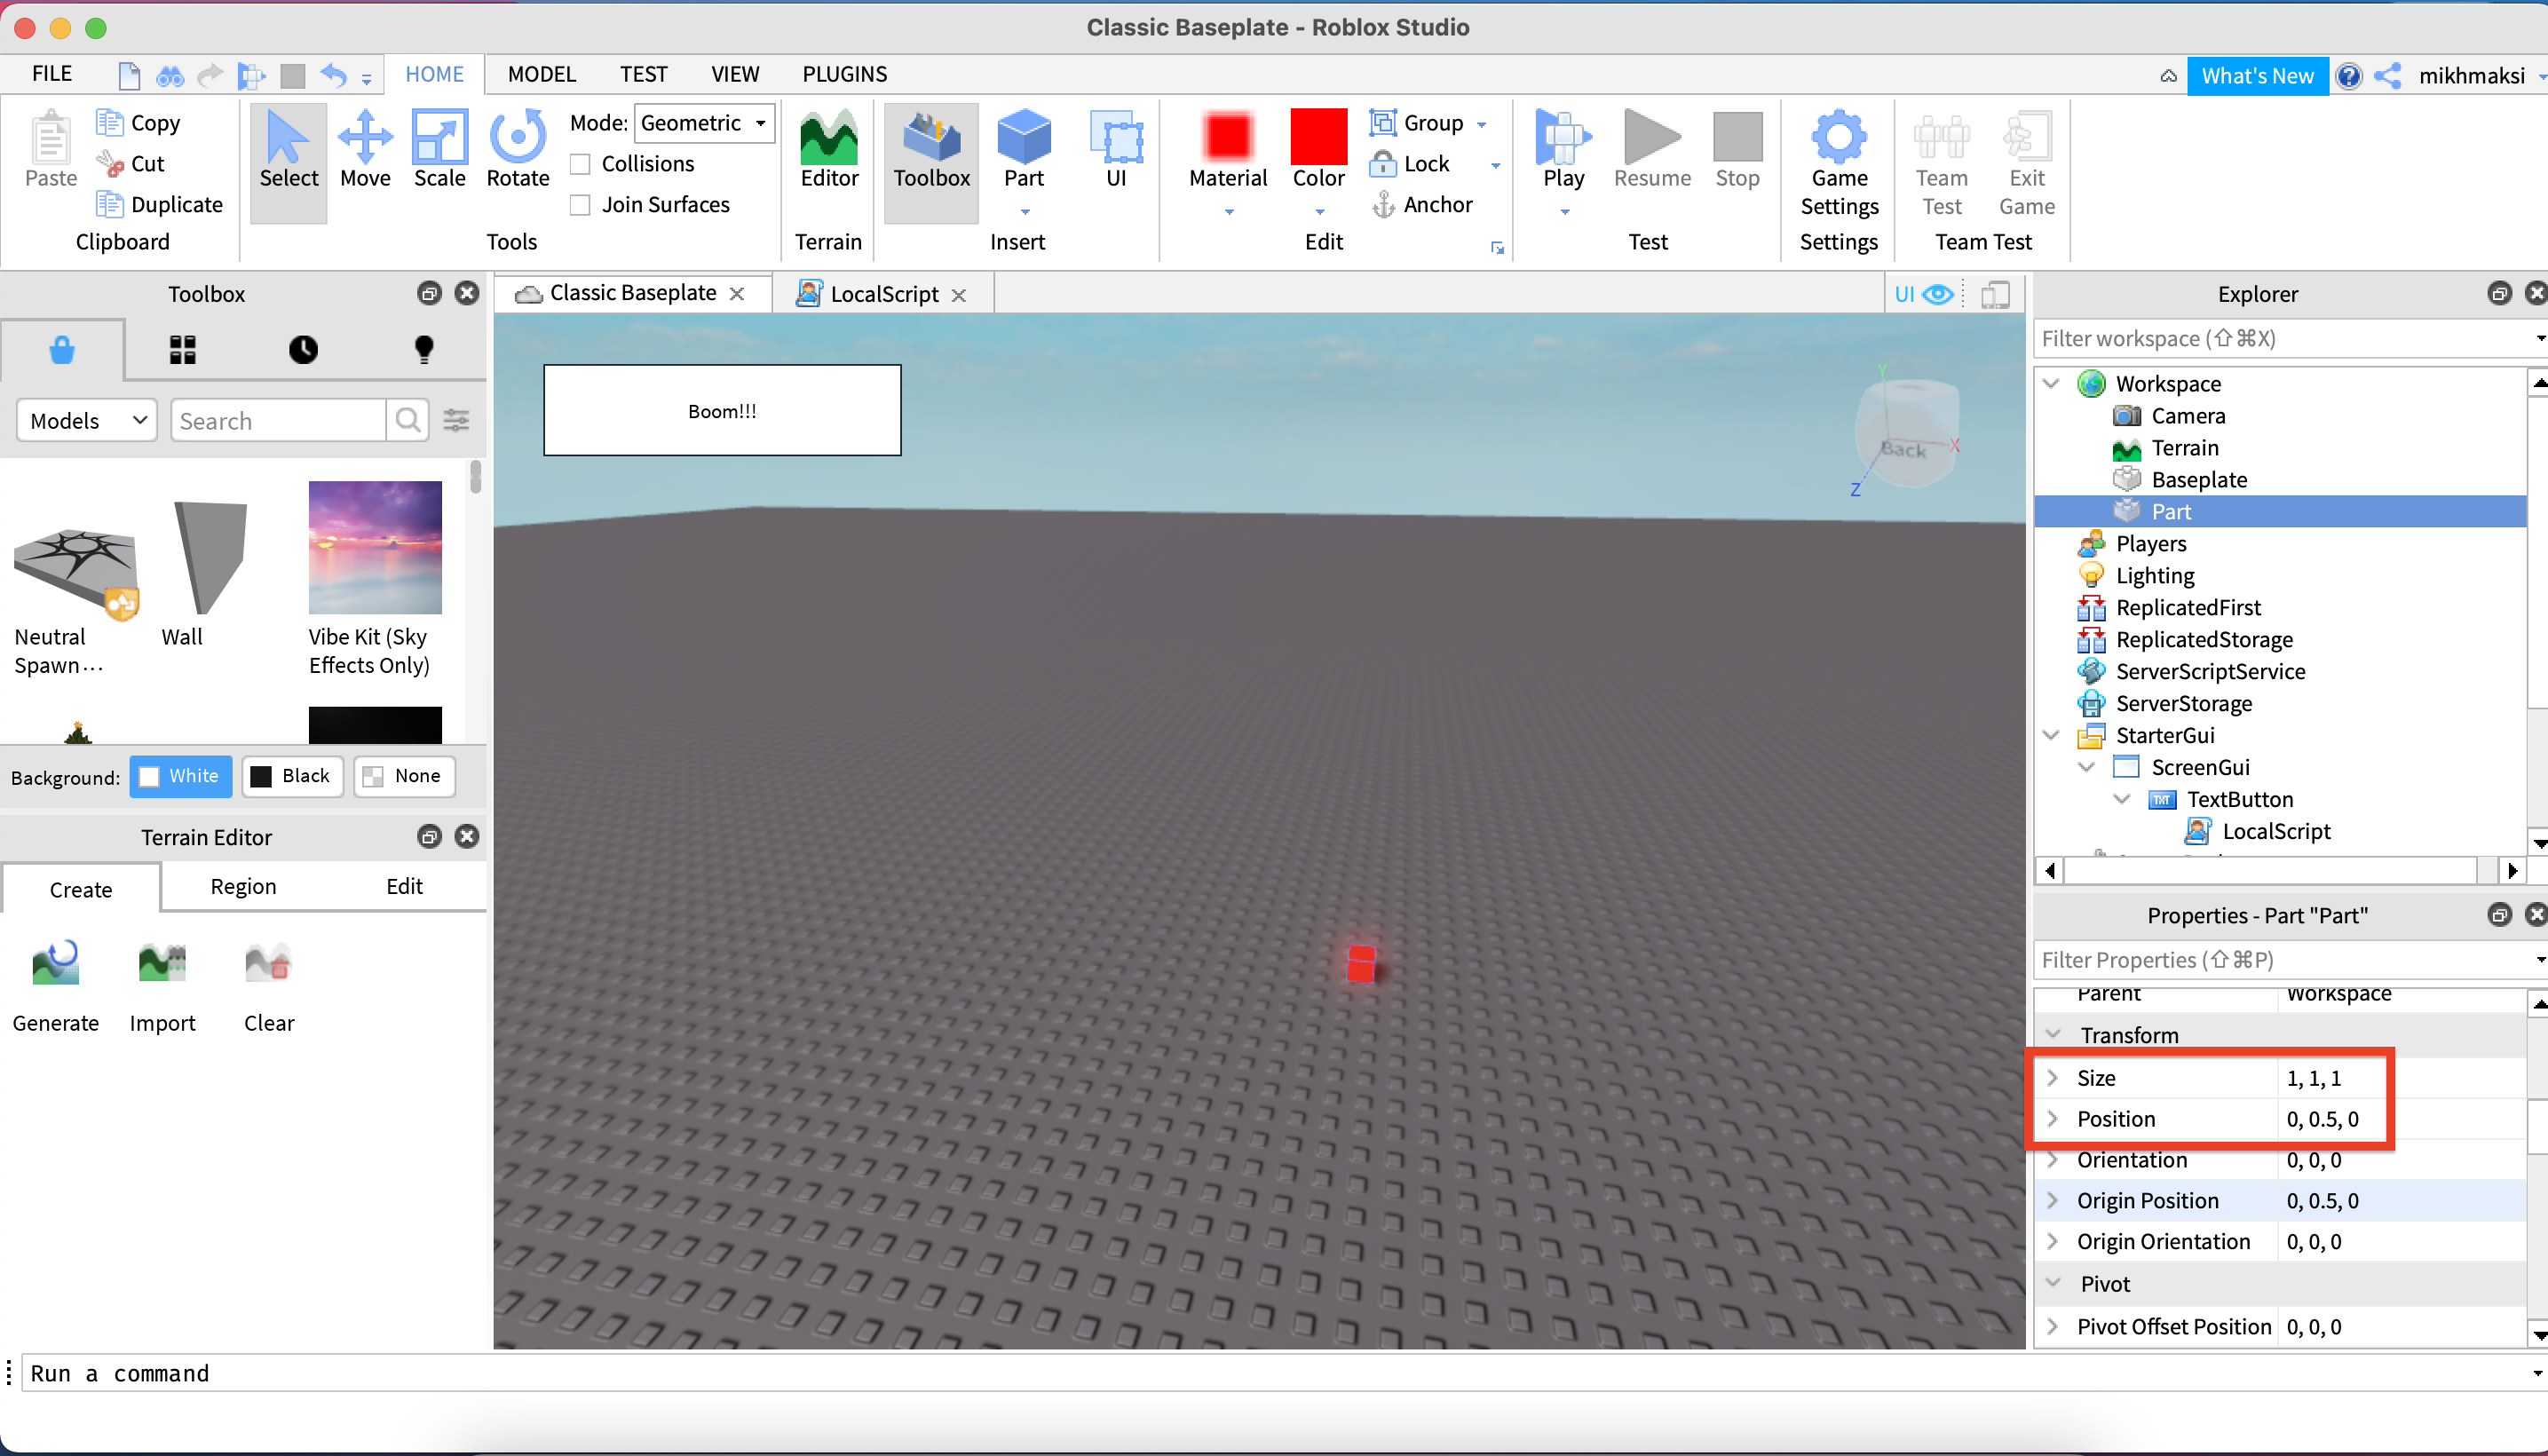 Classic Baseplate - Roblox Studio
FILE
HOME
MODEL
TEST
VIEW
PLUGINS
What's New
mikhmaksi
Paste
Copy
Cut
Duplicate
Clipboard
Select
Move
Scale
Rotate
Mode: Geometric
Collisions
Join Surfaces
Tools
Editor
Terrain
Toolbox
Part
UI
Insert
Material
Color
Group
Lock
Anchor
Edit
Play
Resume
Stop
Test
Game
Settings
Settings
Team
Test
Exit
Game
Team Test
Toolbox
Models
Search
Neutral
Spawn...
Wall
Vibe Kit (Sky
Effects Only)
Background:
White
Black
None
Terrain Editor
Create
Region
Edit
Generate
Import
Clear
Classic Baseplate
LocalScript
UI
Boom!!!
Y
Back
X
Z
Explorer
Filter workspace (⇧⌘X)
Workspace
Camera
Terrain
Baseplate
Part
Players
Lighting
ReplicatedFirst
ReplicatedStorage
ServerScriptService
ServerStorage
StarterGui
ScreenGui
TXT
TextButton
LocalScript
Properties - Part "Part"
Filter Properties (⇧⌘P)
Parent Workspace
Transform
Size 1, 1, 1
Position 0, 0.5, 0
Orientation 0, 0, 0
Origin Position 0, 0.5, 0
Origin Orientation 0, 0, 0
Pivot
Pivot Offset Position 0, 0, 0
Run a command